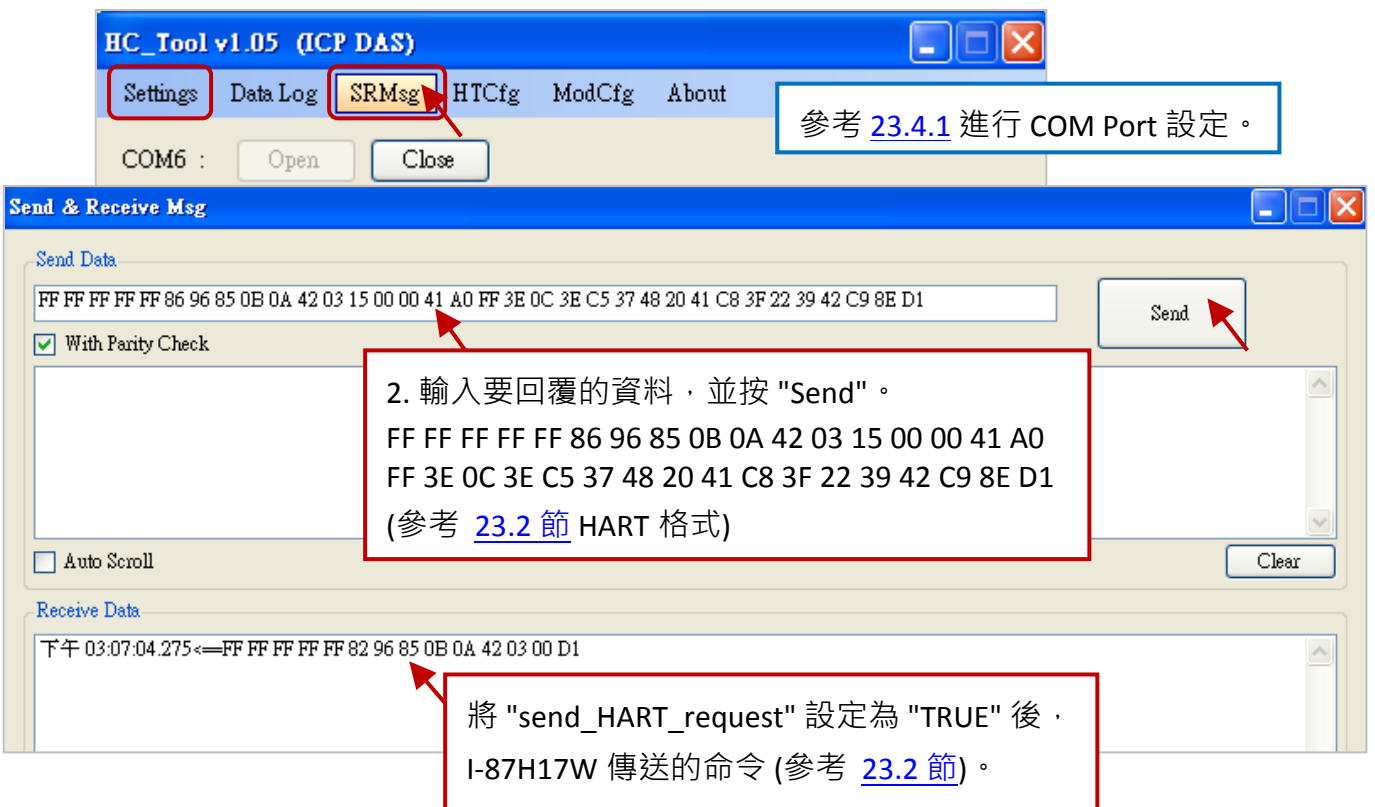 HC_Tool v1.05 (ICP DAS)
Settings Data Log SRMsg HTCfg ModCfg About
參考 23.4.1 進行 COM Port 設定。
COM6 : Open Close
Send & Receive Msg
Send Data
FF FF FF FF FF 86 96 85 0B 0A 42 03 15 00 00 41 A0 FF 3E 0C 3E C5 37 48 20 41 C8 3F 22 39 42 C9 8E D1
Send
With Parity Check
2. 輸入要回覆的資料，並按 "Send"。
FF FF FF FF FF 86 96 85 0B 0A 42 03 15 00 00 41 A0
FF 3E 0C 3E C5 37 48 20 41 C8 3F 22 39 42 C9 8E D1
(參考 23.2 節 HART 格式)
Auto Scroll
Clear
Receive Data
下午 03:07:04.275<==FF FF FF FF FF 82 96 85 0B 0A 42 03 00 D1
將 "send_HART_request" 設定為 "TRUE" 後，
I-87H17W 傳送的命令 (參考 23.2 節)。